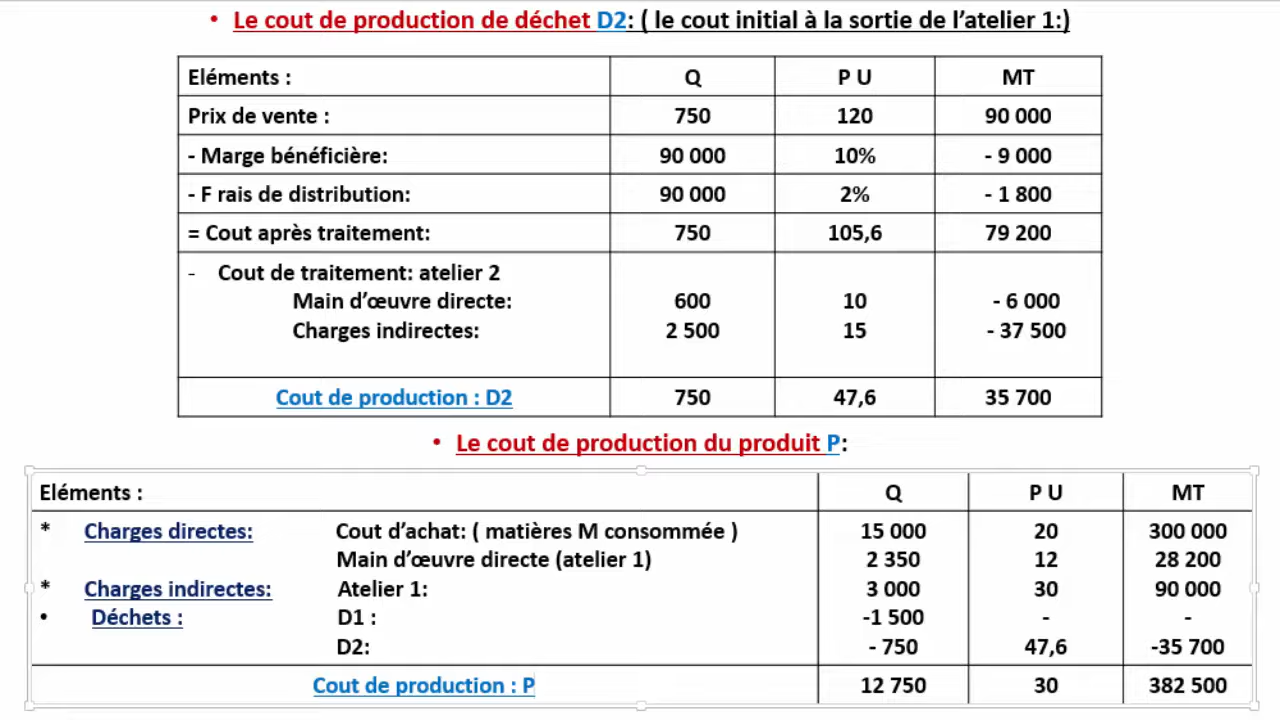 • Le cout de production de déchet D2: ( le cout initial à la sortie de l’atelier 1:)
Eléments : Q P U MT
Prix de vente : 750 120 90 000
- Marge bénéficière: 90 000 10% - 9 000
- F rais de distribution: 90 000 2% - 1 800
= Cout après traitement: 750 105,6 79 200
- Cout de traitement: atelier 2
Main d’œuvre directe: 600 10 - 6 000
Charges indirectes: 2 500 15 - 37 500
Cout de production : D2 750 47,6 35 700
• Le cout de production du produit P:
Eléments : Q P U MT
* Charges directes: Cout d’achat: ( matières M consommée ) 15 000 20 300 000
Main d’œuvre directe (atelier 1) 2 350 12 28 200
* Charges indirectes: Atelier 1: 3 000 30 90 000
• Déchets : D1 : -1 500 - -
D2: - 750 47,6 -35 700
Cout de production : P 12 750 30 382 500